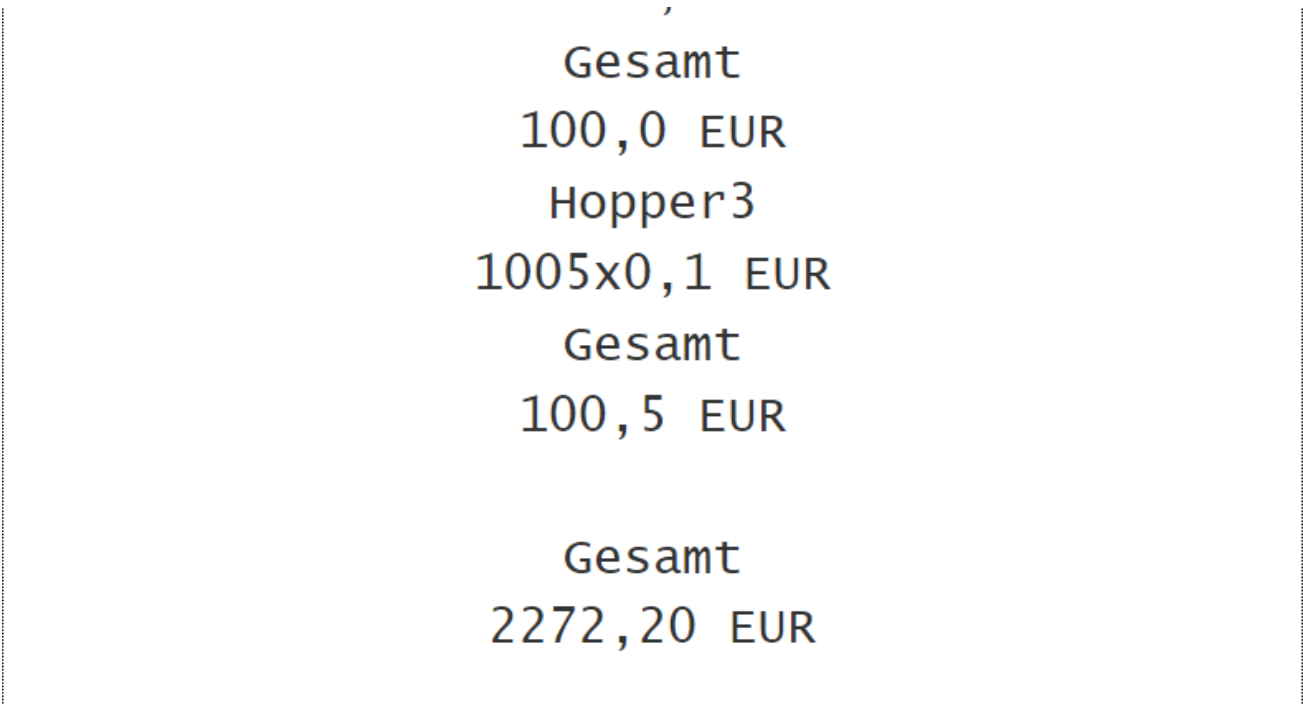 Gesamt
100,0 EUR
Hopper3
1005x0,1 EUR
Gesamt
100,5 EUR
Gesamt
2272,20 EUR